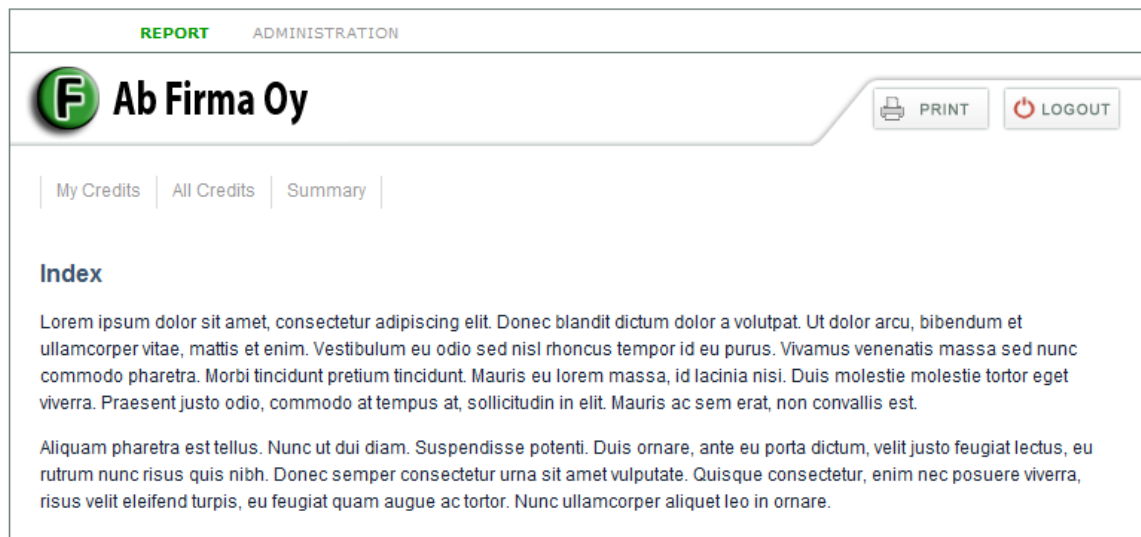 REPORT ADMINISTRATION
F Ab Firma Oy
PRINT LOGOUT
My Credits All Credits Summary
Index
Lorem ipsum dolor sit amet, consectetur adipiscing elit. Donec blandit dictum dolor a volutpat. Ut dolor arcu, bibendum et
ullamcorper vitae, mattis et enim. Vestibulum eu odio sed nisl rhoncus tempor id eu purus. Vivamus venenatis massa sed nunc
commodo pharetra. Morbi tincidunt pretium tincidunt. Mauris eu lorem massa, id lacinia nisi. Duis molestie molestie tortor eget
viverra. Praesent justo odio, commodo at tempus at, sollicitudin in elit. Mauris ac sem erat, non convallis est.
Aliquam pharetra est tellus. Nunc ut dui diam. Suspendisse potenti. Duis ornare, ante eu porta dictum, velit justo feugiat lectus, eu
rutrum nunc risus quis nibh. Donec semper consectetur urna sit amet vulputate. Quisque consectetur, enim nec posuere viverra,
risus velit eleifend turpis, eu feugiat quam augue ac tortor. Nunc ullamcorper aliquet leo in ornare.